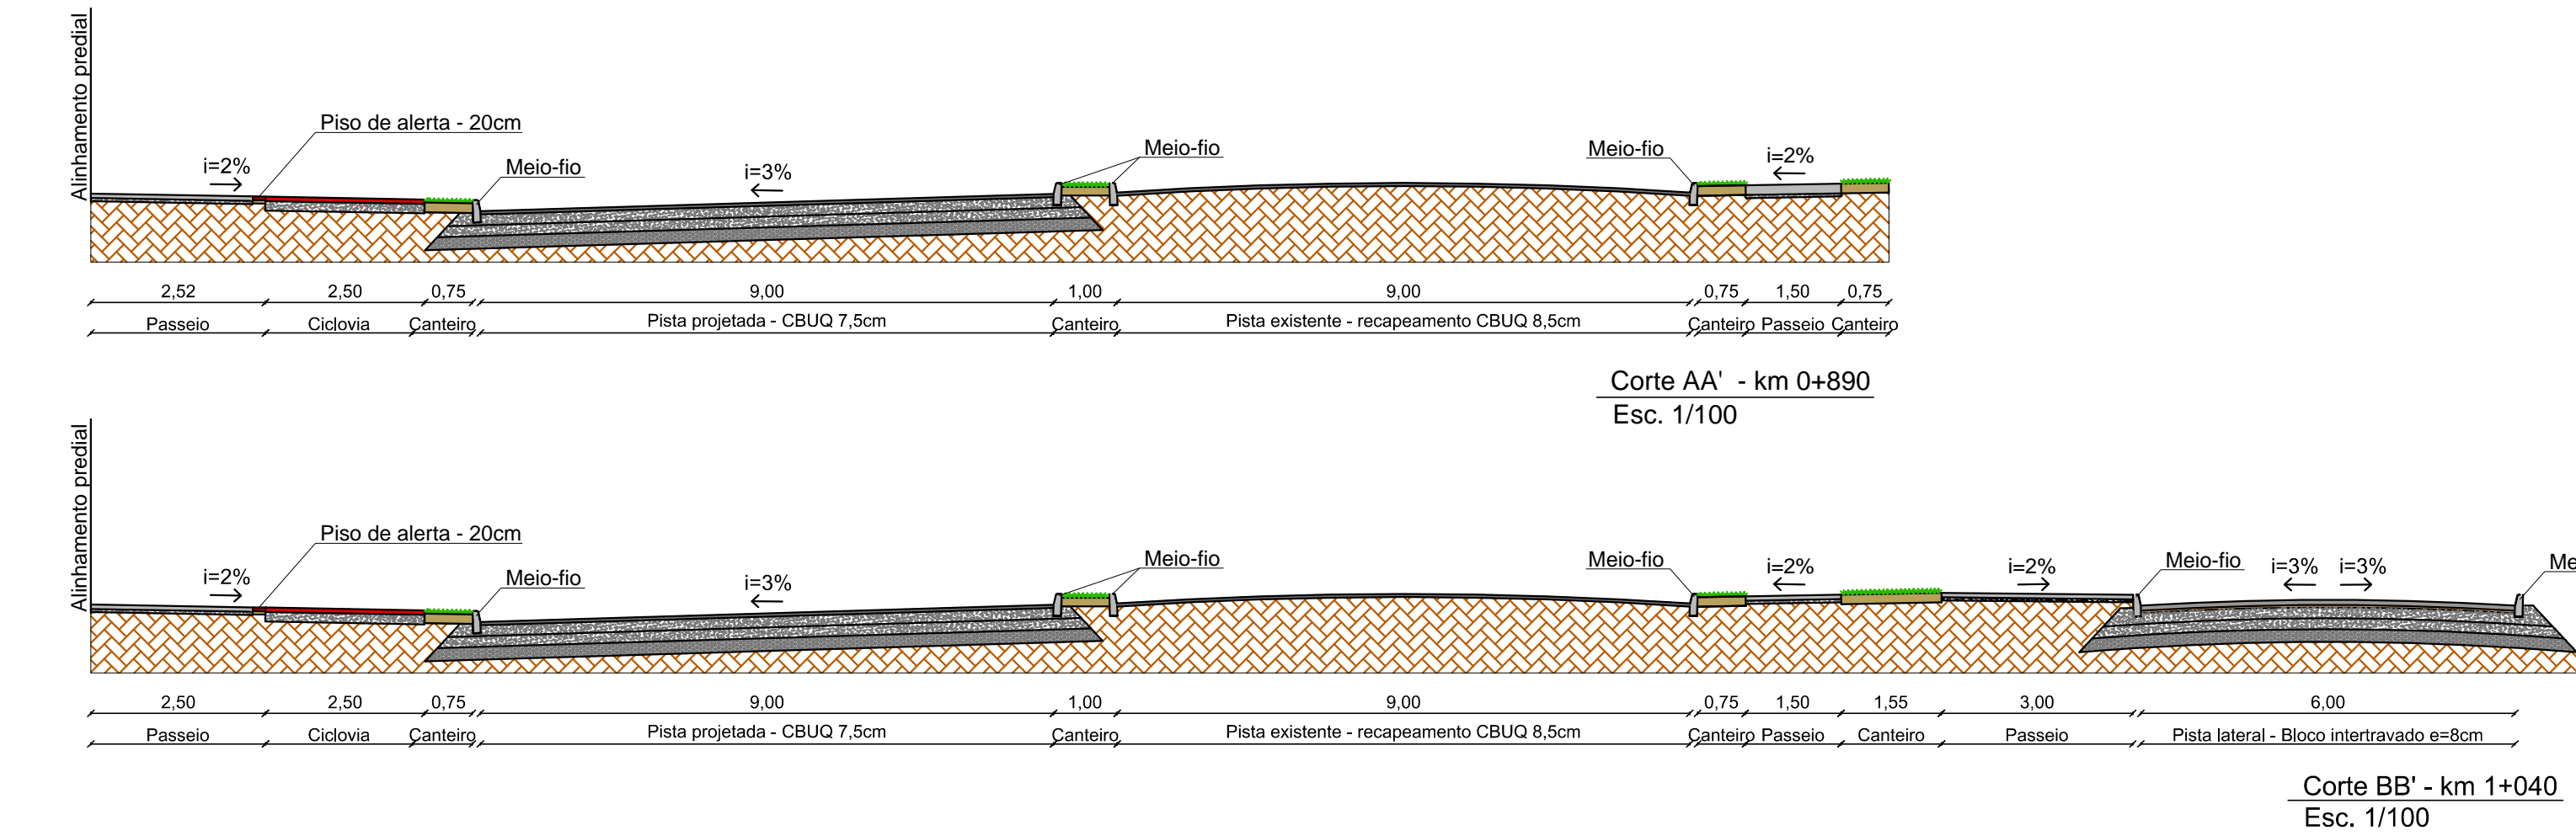 Alinhamento predial
Piso de alerta - 20cm
i=2%
Meio-fio
i=3%
Meio-fio
Meio-fio
i=2%
2,52 2,50 0,75 9,00 1,00 9,00 0,75 1,50 0,75
Passeio Ciclovia Canteiro Pista projetada - CBUQ 7,5cm Canteiro Pista existente - recapeamento CBUQ 8,5cm Canteiro Passeio Canteiro
Corte AA' - km 0+890
Esc. 1/100
Alinhamento predial
Piso de alerta - 20cm
i=2%
Meio-fio
i=3%
Meio-fio
Meio-fio
i=2%
i=2%
Meio-fio
i=3% i=3%
Me
2,50 2,50 0,75 9,00 1,00 9,00 0,75 1,50 1,55 3,00 6,00
Passeio Ciclovia Canteiro Pista projetada - CBUQ 7,5cm Canteiro Pista existente - recapeamento CBUQ 8,5cm Canteiro Passeio Canteiro Passeio Pista lateral - Bloco intertravado e=8cm
Corte BB' - km 1+040
Esc. 1/100